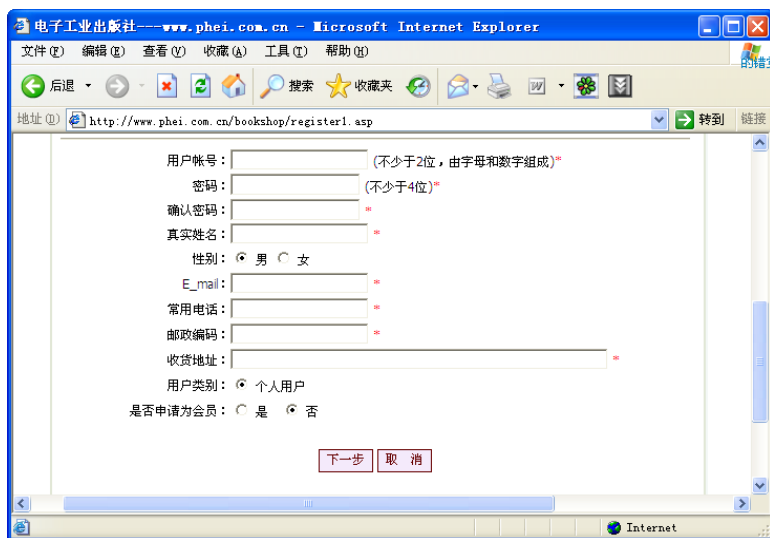 电子工业出版社---www.phei.com.cn - Microsoft Internet Explorer
文件(F) 编辑(E) 查看(V) 收藏(A) 工具(T) 帮助(H)
后退 搜索 收藏夹
地址(D) http://www.phei.com.cn/bookshop/register1.asp 转到 链接
用户帐号: (不少于2位，由字母和数字组成)*
密码: (不少于4位)*
确认密码: *
真实姓名: *
性别: 男 女
E_mail: *
常用电话: *
邮政编码: *
收货地址: *
用户类别: 个人用户
是否申请为会员: 是 否
下一步 取 消
Internet